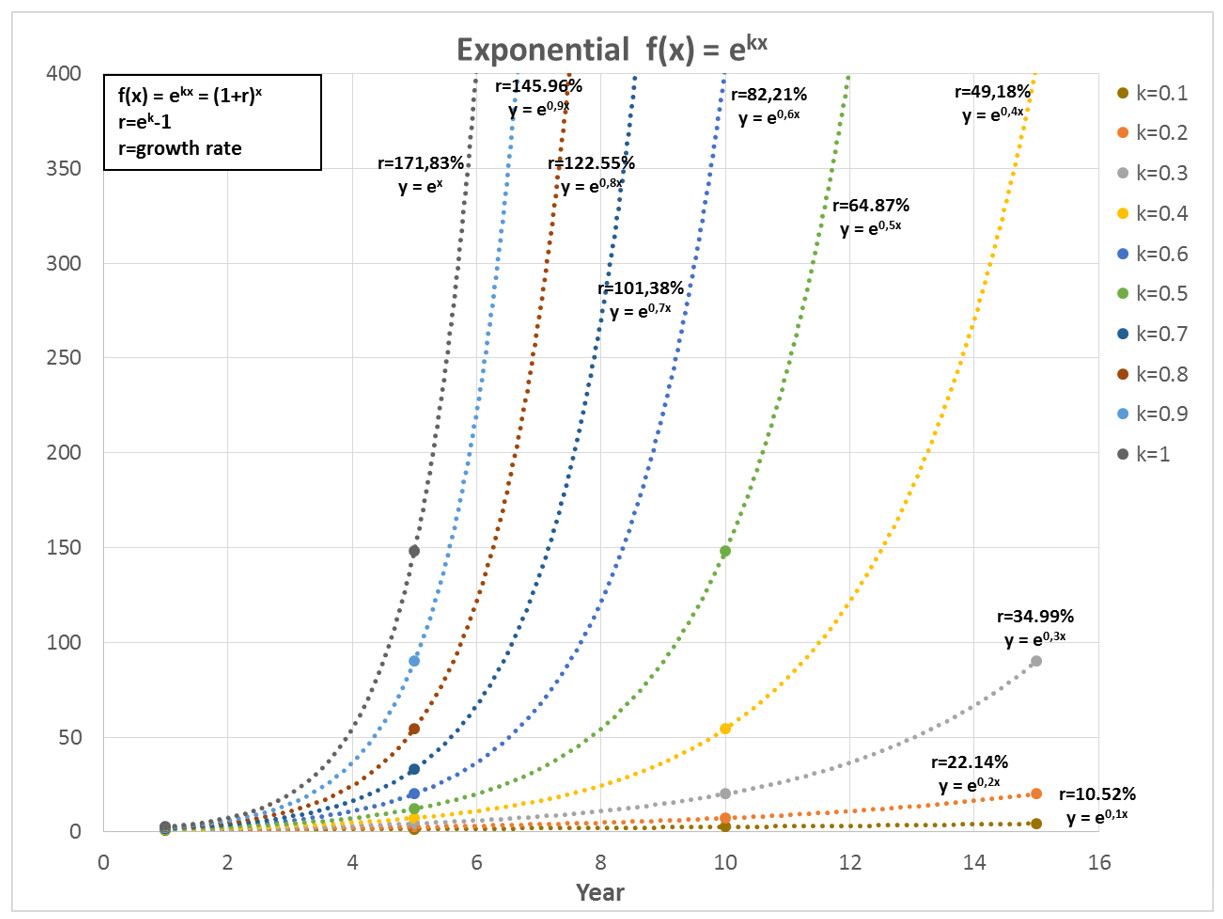 Exponential f(x) = e^kx
f(x) = e^kx = (1+r)^x
r=e^k-1
r=growth rate
400
350
300
250
200
150
100
50
0
r=171,83%
y = e^x
r=145.96%
y = e^0,9x
r=122.55%
y = e^0,8x
r=101,38%
y = e^0,7x
r=82,21%
y = e^0,6x
r=64.87%
y = e^0,5x
r=49,18%
y = e^0,4x
r=34.99%
y = e^0,3x
r=22.14%
y = e^0,2x
r=10.52%
y = e^0,1x
0 2 4 6 8 10 12 14 16
Year
k=0.1
k=0.2
k=0.3
k=0.4
k=0.6
k=0.5
k=0.7
k=0.8
k=0.9
k=1